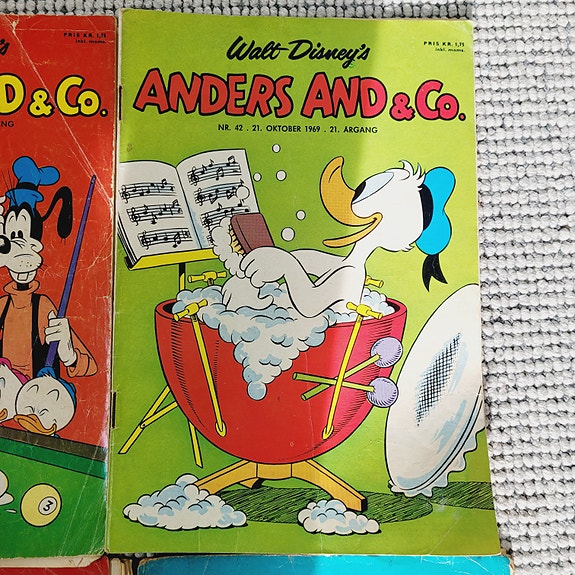 PRIS KR. 1,75
inkl. moms.
D & Co.
Walt Disney's
PRIS KR. 1,75
inkl. moms.
ANDERS AND & Co.
NR. 42 . 21. OKTOBER 1969 . 21. ÅRGANG
3